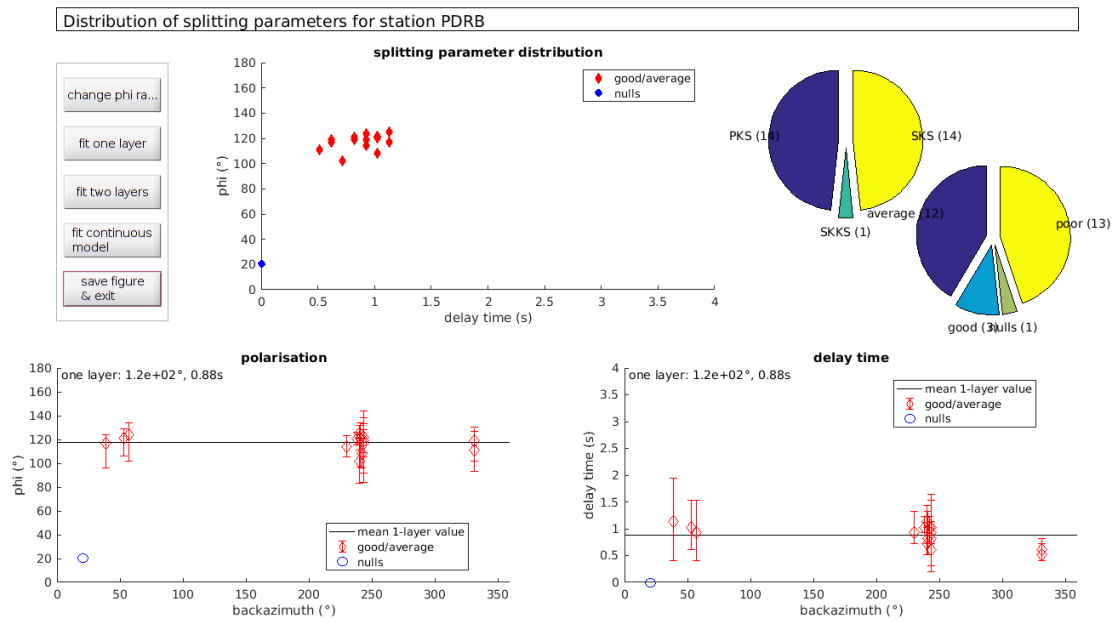 Distribution of splitting parameters for station PDRB
change phi ra...
fit one layer
fit two layers
fit continuous
model
save figure
& exit
splitting parameter distribution
180
160
140
120
100
80
60
40
20
0
phi (°)
0
0.5
1
1.5
2
2.5
3
3.5
4
delay time (s)
good/average
nulls
PKS (14)
SKS (14)
SKKS (1)
average (12)
poor (13)
good (3)
nulls (1)
polarisation
one layer: 1.2e+02°, 0.88s
180
160
140
120
100
80
60
40
20
0
phi (°)
0
50
100
150
200
250
300
350
backazimuth (°)
mean 1-layer value
good/average
nulls
delay time
one layer: 1.2e+02°, 0.88s
4
3.5
3
2.5
2
1.5
1
0.5
0
delay time (s)
0
50
100
150
200
250
300
350
backazimuth (°)
mean 1-layer value
good/average
nulls